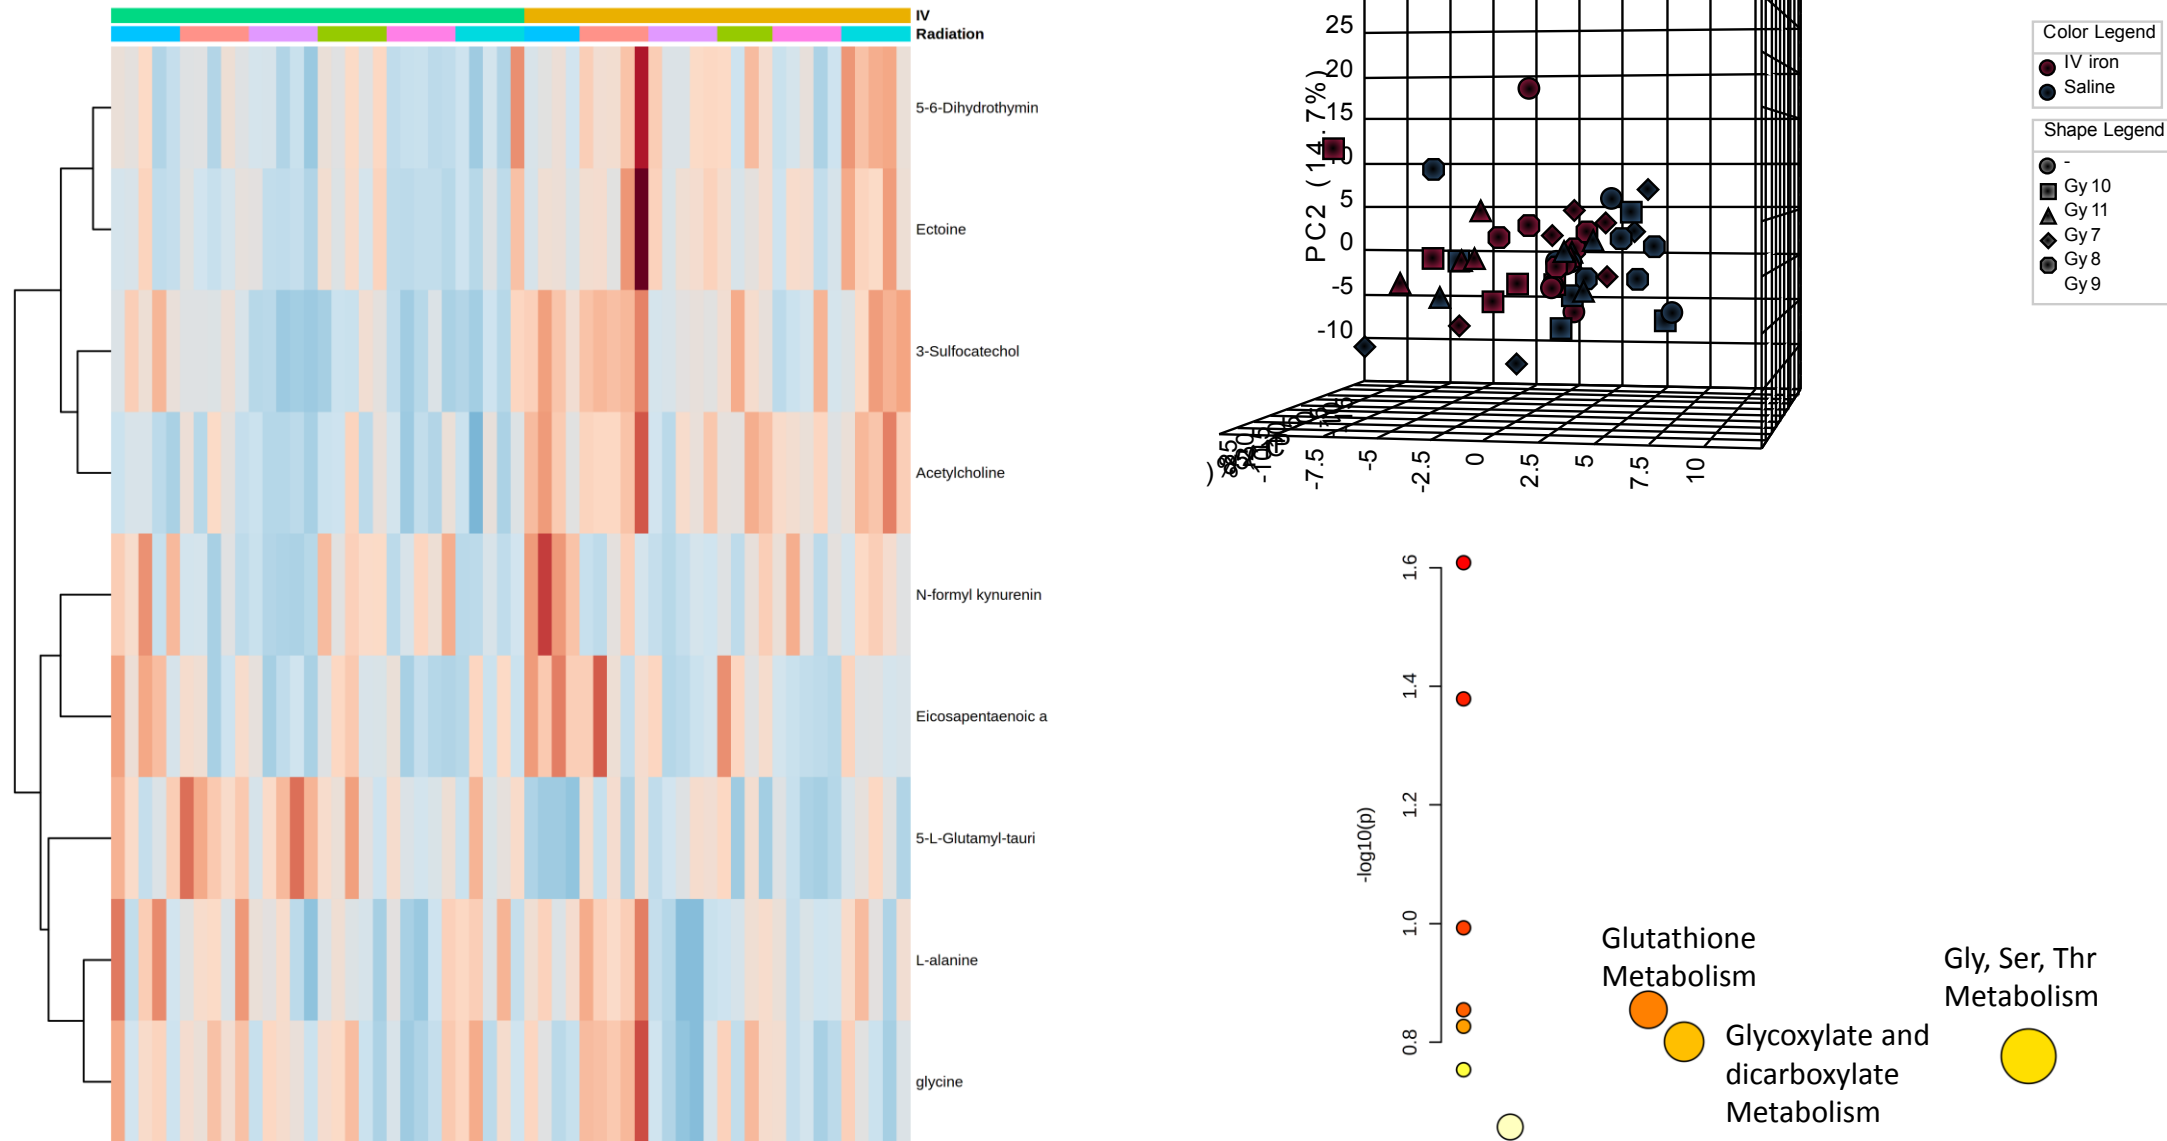 IV
Radiation
5-6-Dihydrothymin
Ectoine
3-Sulfocatechol
Acetylcholine
N-formyl kynurenin
Eicosapentaenoic a
5-L-Glutamyl-tauri
L-alanine
glycine
25
20
15
5
0
-5
-10
PC2 (14.7%)
-7.5
-5
-2.5
0
2.5
5
7.5
10
Color Legend
IV iron
Saline
Shape Legend
-
Gy 10
Gy 11
Gy 7
Gy 8
Gy 9
1.6
1.4
1.2
1.0
0.8
-log10(p)
Glutathione
Metabolism
Glycoxylate and
dicarboxylate
Metabolism
Gly, Ser, Thr
Metabolism